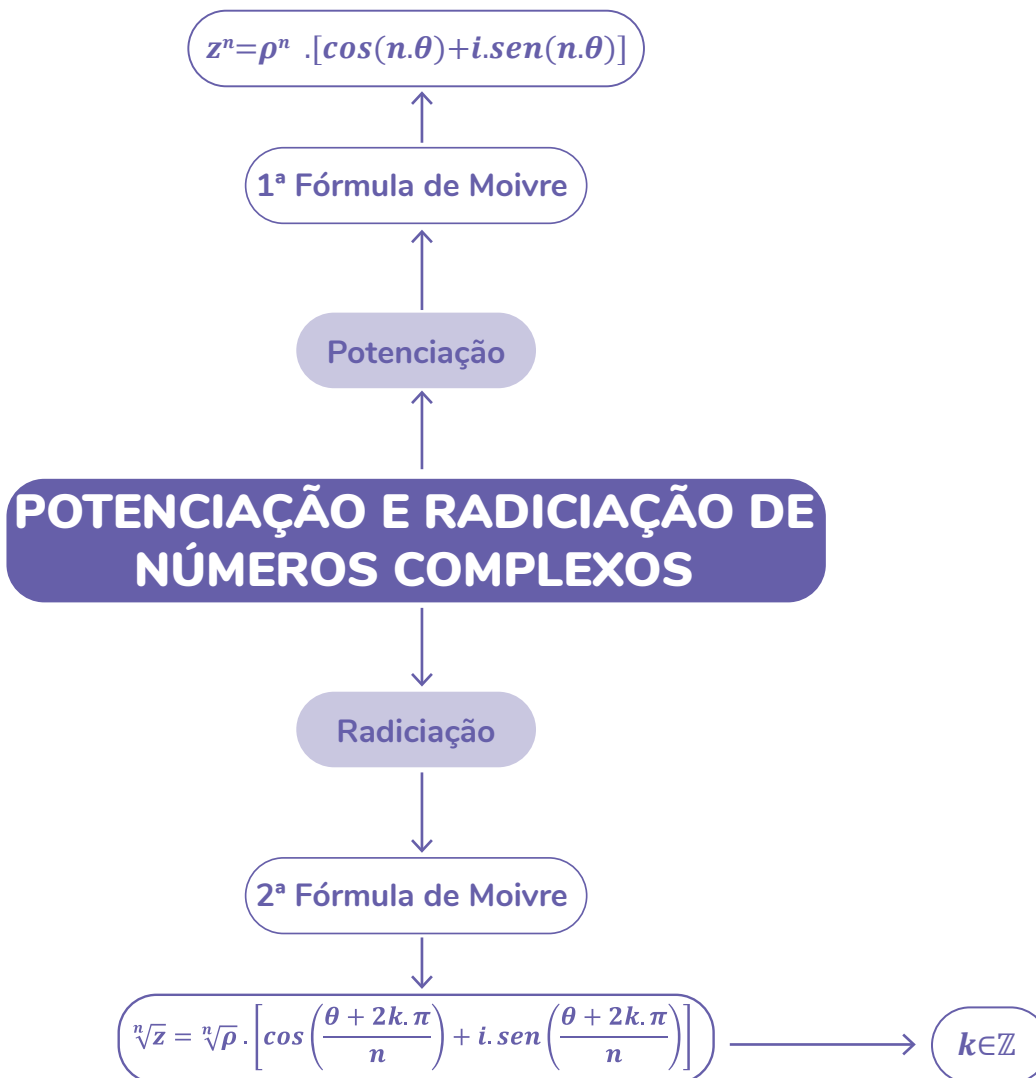 zⁿ=ρⁿ .[cos(n.θ)+i.sen(n.θ)]
1ª Fórmula de Moivre
Potenciação
POTENCIAÇÃO E RADICIAÇÃO DE
NÚMEROS COMPLEXOS
Radiciação
2ª Fórmula de Moivre
ⁿ√z = ⁿ√ρ . [cos((θ + 2k. π)/n) + i. sen((θ + 2k. π)/n)]
k∈ℤ